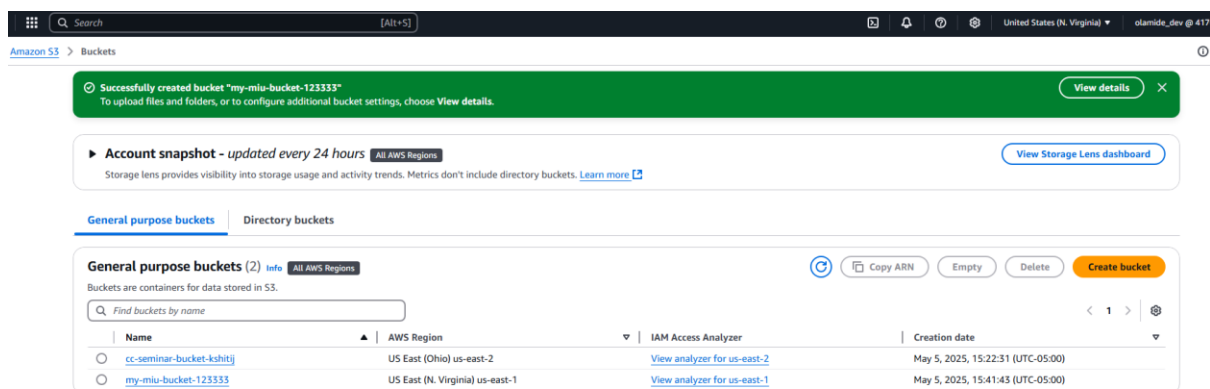 Search [Alt+S] United States (N. Virginia) olamide_dev @ 417
Amazon S3 > Buckets
Successfully created bucket "my-miu-bucket-123333"
To upload files and folders, or to configure additional bucket settings, choose View details.
View details
Account snapshot - updated every 24 hours All AWS Regions
View Storage Lens dashboard
Storage lens provides visibility into storage usage and activity trends. Metrics don't include directory buckets. Learn more
General purpose buckets Directory buckets
General purpose buckets (2) Info All AWS Regions
Copy ARN Empty Delete Create bucket
Buckets are containers for data stored in S3.
Find buckets by name
< 1 >
Name AWS Region IAM Access Analyzer Creation date
cc-seminar-bucket-kshitij US East (Ohio) us-east-2 View analyzer for us-east-2 May 5, 2025, 15:22:31 (UTC-05:00)
my-miu-bucket-123333 US East (N. Virginia) us-east-1 View analyzer for us-east-1 May 5, 2025, 15:41:43 (UTC-05:00)